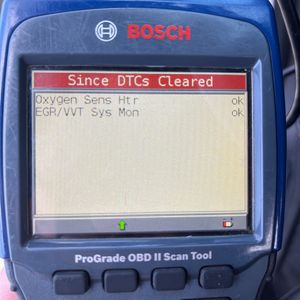 BOSCH
Since DTCs Cleared
Oxygen Sens Htr ok
EGR/VVT Sys Mon ok
ProGrade OBD II Scan Tool